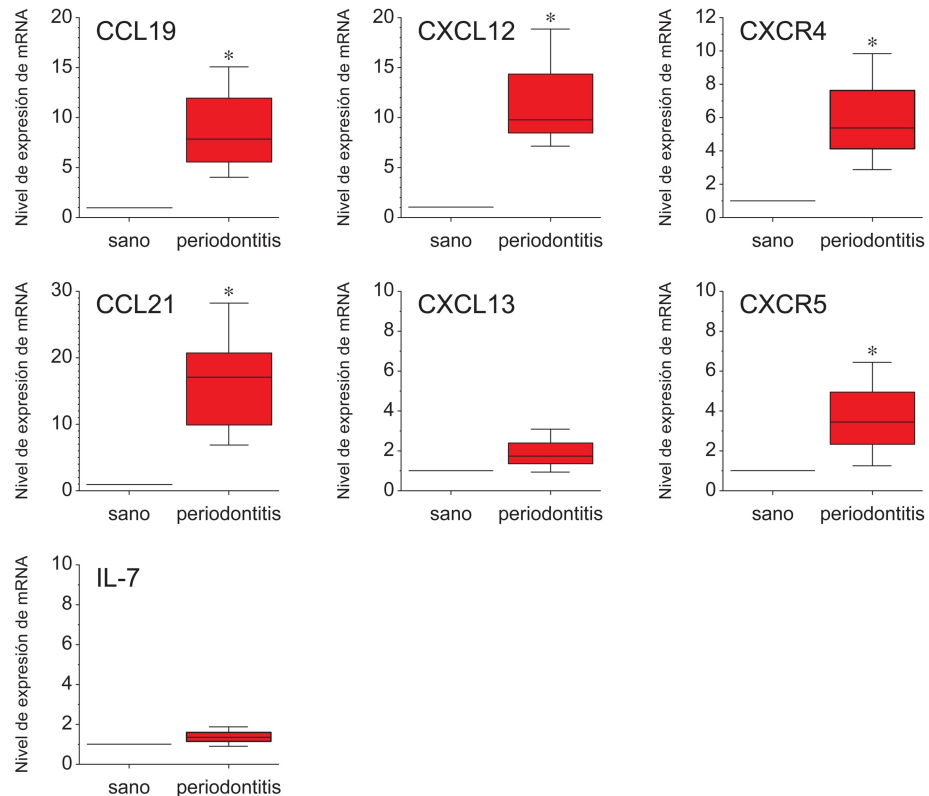 CCL19
Nivel de expresión de mRNA
20
15
10
5
0
*
sano periodontitis
CXCL12
Nivel de expresión de mRNA
20
15
10
5
0
*
sano periodontitis
CXCR4
Nivel de expresión de mRNA
12
10
8
6
4
2
0
*
sano periodontitis
CCL21
Nivel de expresión de mRNA
30
20
10
0
*
sano periodontitis
CXCL13
Nivel de expresión de mRNA
10
8
6
4
2
0
sano periodontitis
CXCR5
Nivel de expresión de mRNA
10
8
6
4
2
0
*
sano periodontitis
IL-7
Nivel de expresión de mRNA
10
8
6
4
2
0
sano periodontitis